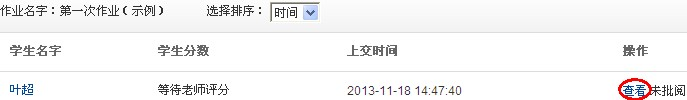 作业名字：第一次作业（示例） 选择排序： 时间
学生名字 学生分数 上交时间 操作
叶超 等待老师评分 2013-11-18 14:47:40 查看 未批阅